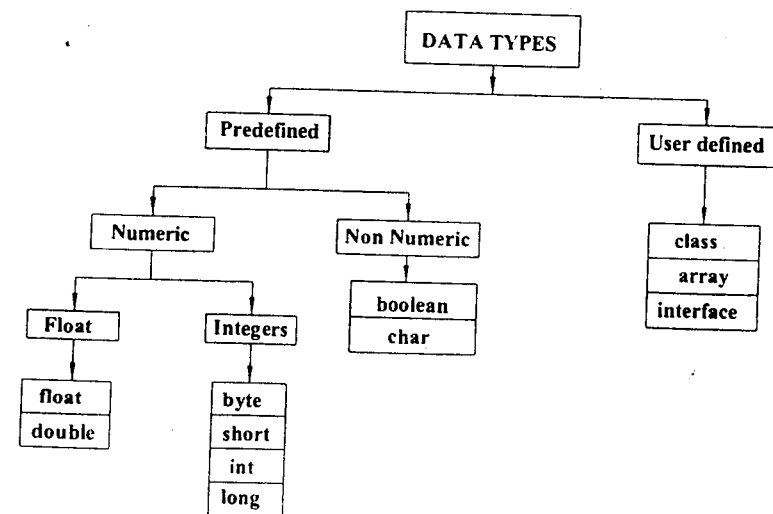 DATA TYPES
Predefined
User defined
Numeric
Non Numeric
class
array
interface
boolean
char
Float
Integers
float
double
byte
short
int
long